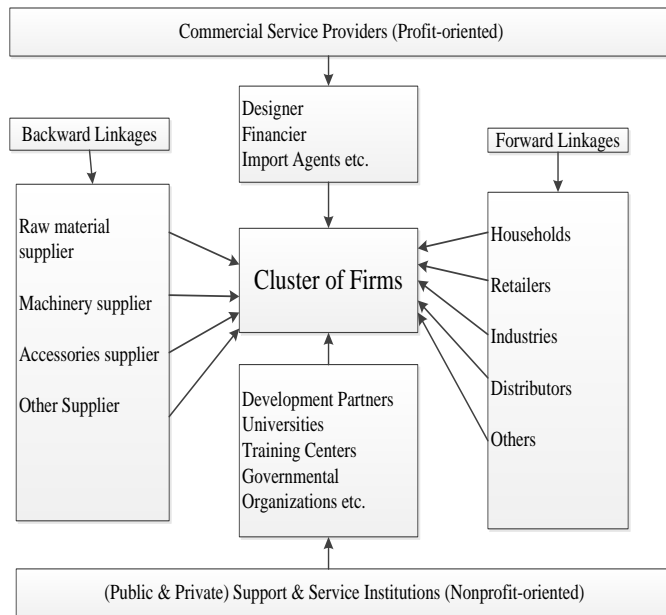 Commercial Service Providers (Profit-oriented)
Designer
Financier
Import Agents etc.
Backward Linkages
Forward Linkages
Raw material
supplier
Machinery supplier
Accessories supplier
Other Supplier
Cluster of Firms
Households
Retailers
Industries
Distributors
Others
Development Partners
Universities
Training Centers
Governmental
Organizations etc.
(Public & Private) Support & Service Institutions (Nonprofit-oriented)